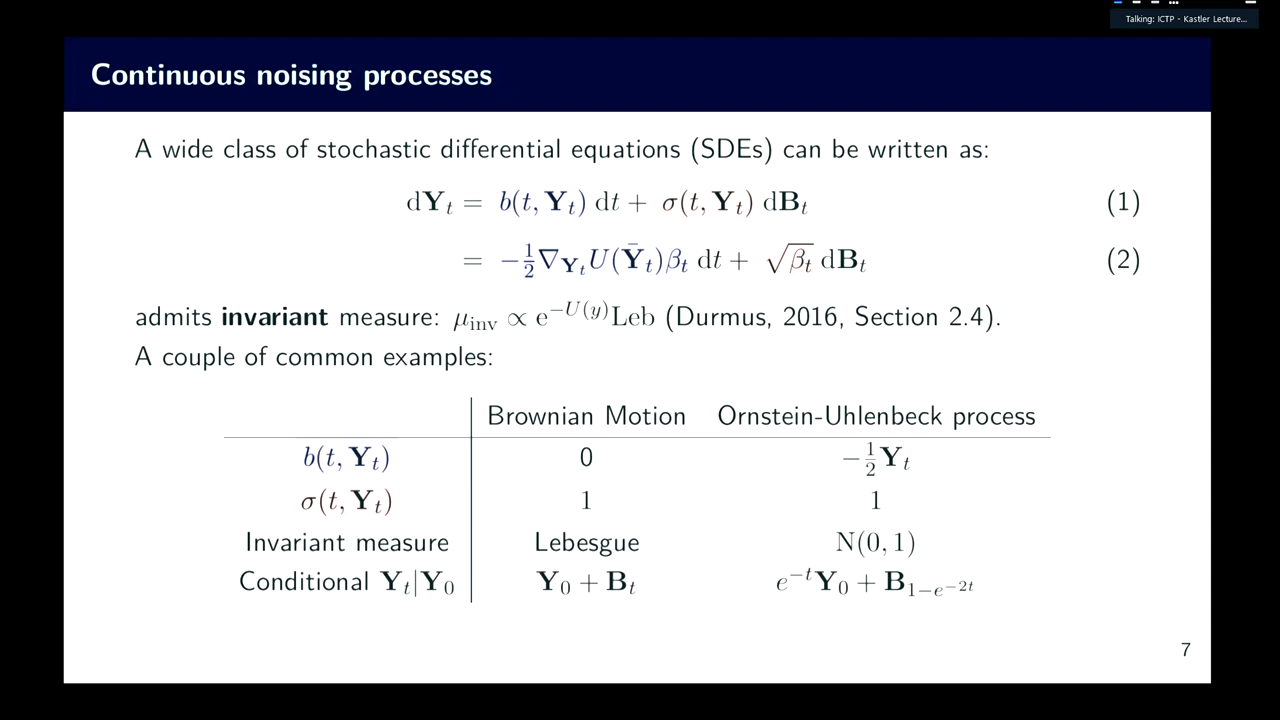 Talking: ICTP - Kastler Lecture...
Continuous noising processes
A wide class of stochastic differential equations (SDEs) can be written as:
dY_t = b(t, Y_t) dt + σ(t, Y_t) dB_t (1)
= −½∇_{Y_t}U(Ȳ_t)β_t dt + √β_t dB_t (2)
admits invariant measure: μ_inv ∝ e^{−U(y)}Leb (Durmus, 2016, Section 2.4).
A couple of common examples:
Brownian Motion Ornstein-Uhlenbeck process
b(t, Y_t) 0 −½Y_t
σ(t, Y_t) 1 1
Invariant measure Lebesgue N(0, 1)
Conditional Y_t|Y_0 Y_0 + B_t e^{−t}Y_0 + B_{1−e^{−2t}}
7